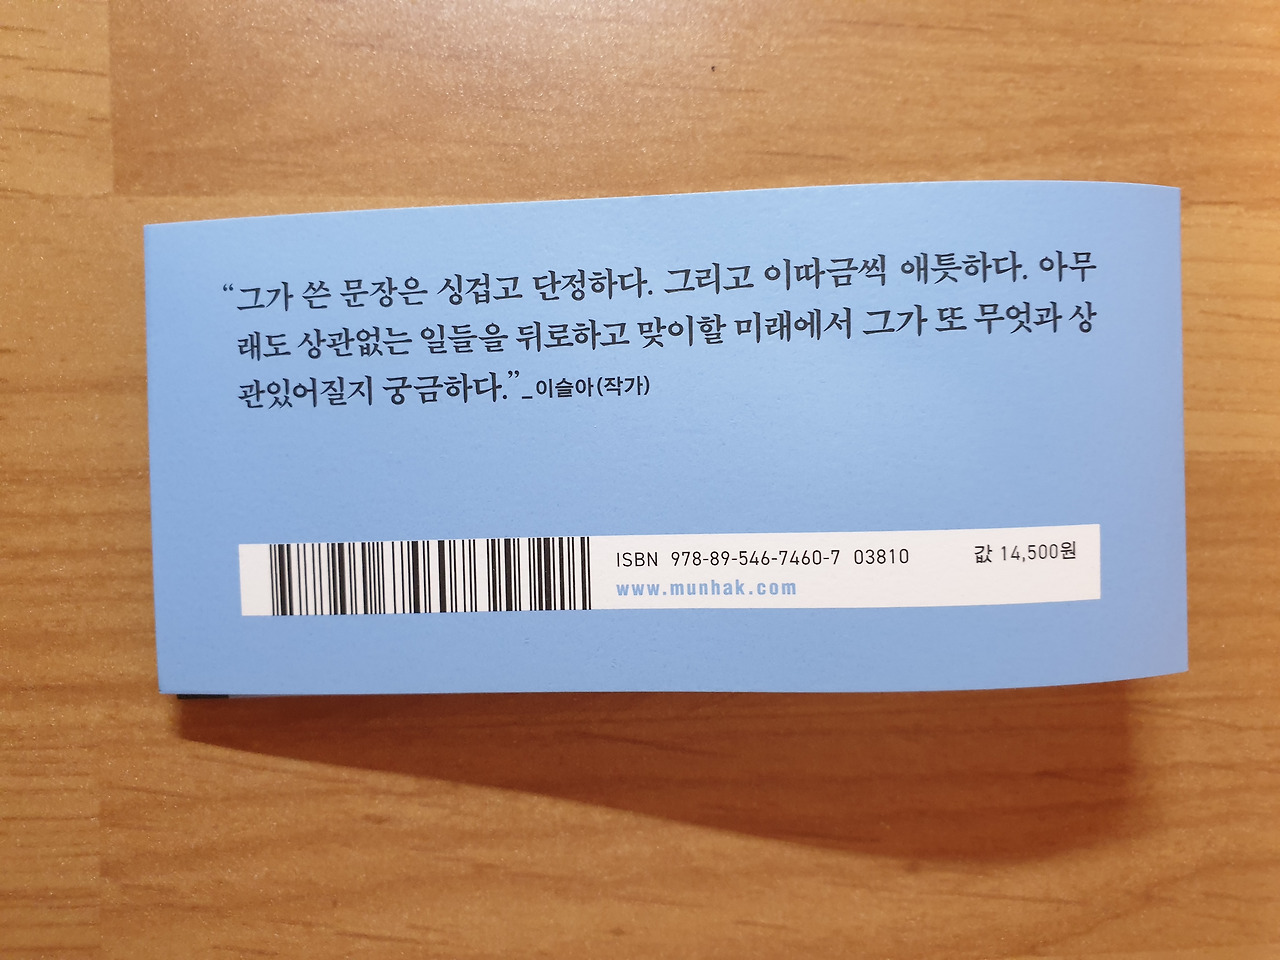 “그가 쓴 문장은 싱겁고 단정하다. 그리고 이따금씩 애틋하다. 아무
래도 상관없는 일들을 뒤로하고 맞이할 미래에서 그가 또 무엇과 상
관있어질지 궁금하다.”_이슬아(작가)
ISBN 978-89-546-7460-7 03810 값 14,500원
www.munhak.com